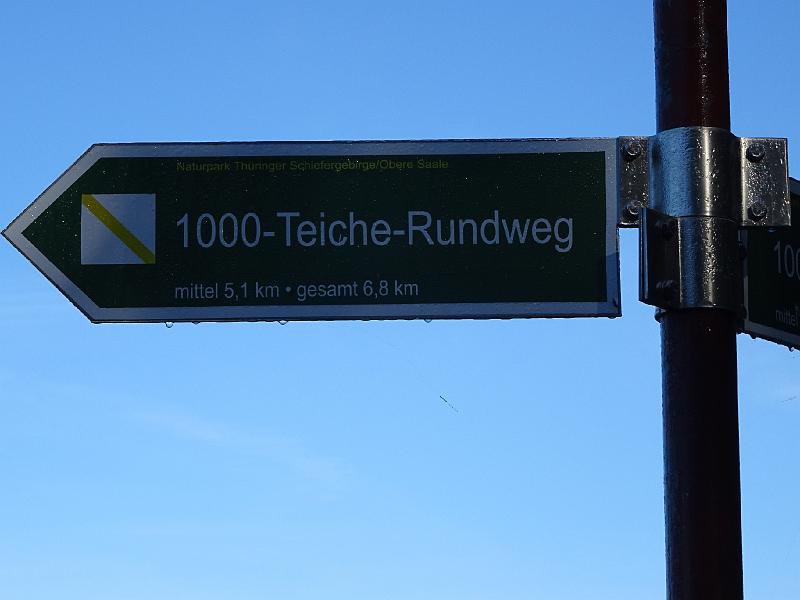 Naturpark Thüringer Schiefergebirge/Obere Saale
1000-Teiche-Rundweg
mittel 5,1 km • gesamt 6,8 km